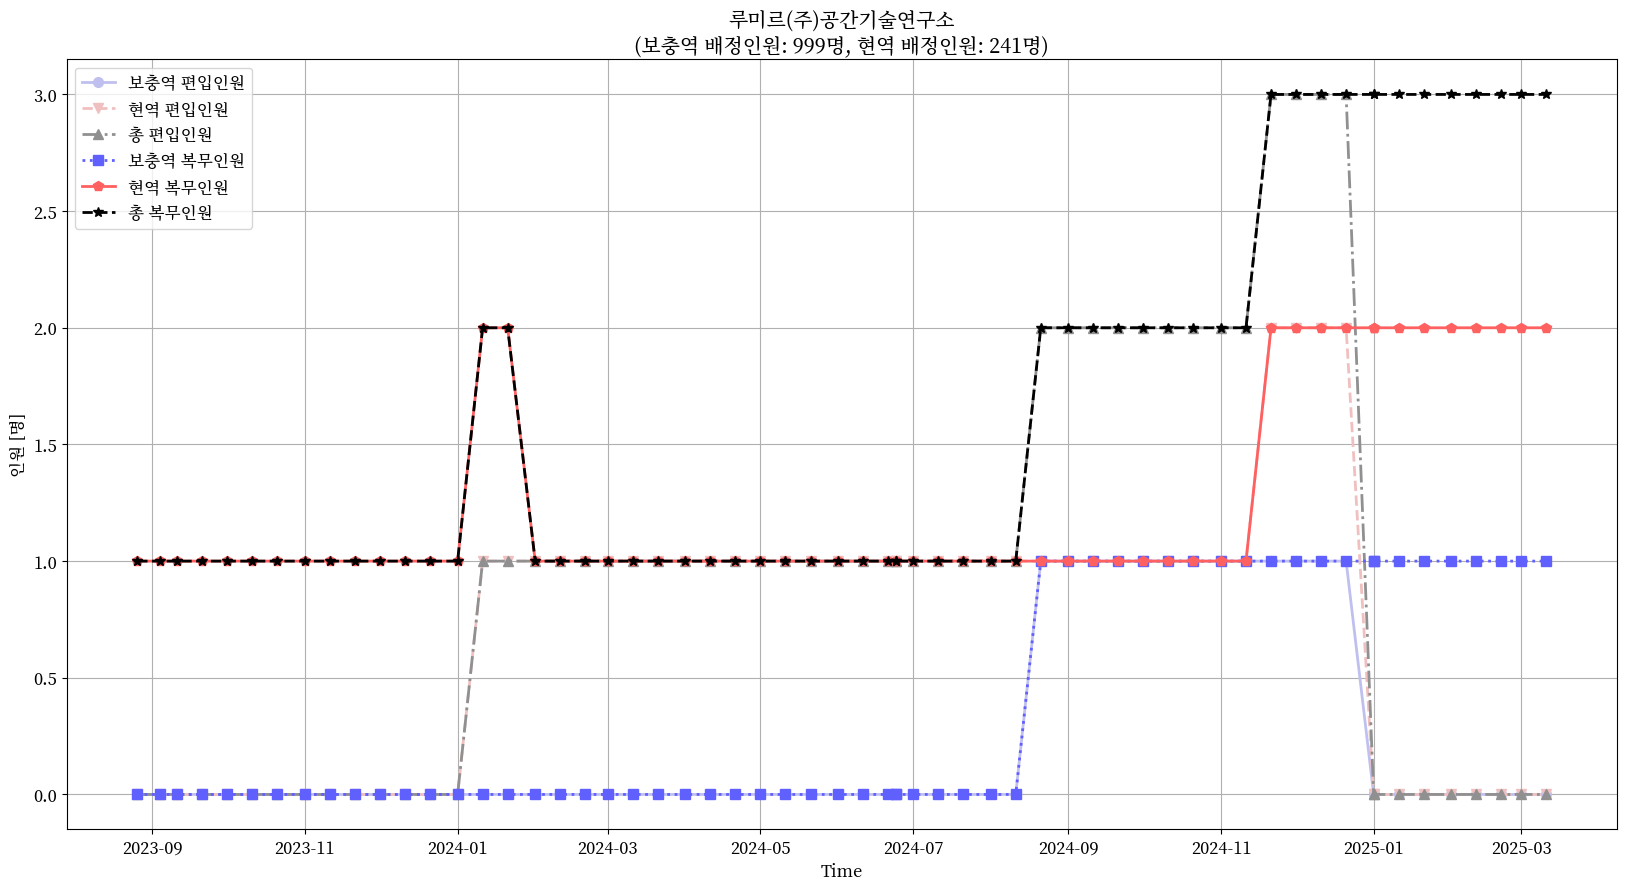 루미르(주)공간기술연구소
(보충역 배정인원: 999명, 현역 배정인원: 241명)
보충역 편입인원
현역 편입인원
총 편입인원
보충역 복무인원
현역 복무인원
총 복무인원
3.0
2.5
2.0
1.5
1.0
0.5
0.0
인원 [명]
2023-09
2023-11
2024-01
2024-03
2024-05
2024-07
2024-09
2024-11
2025-01
2025-03
Time